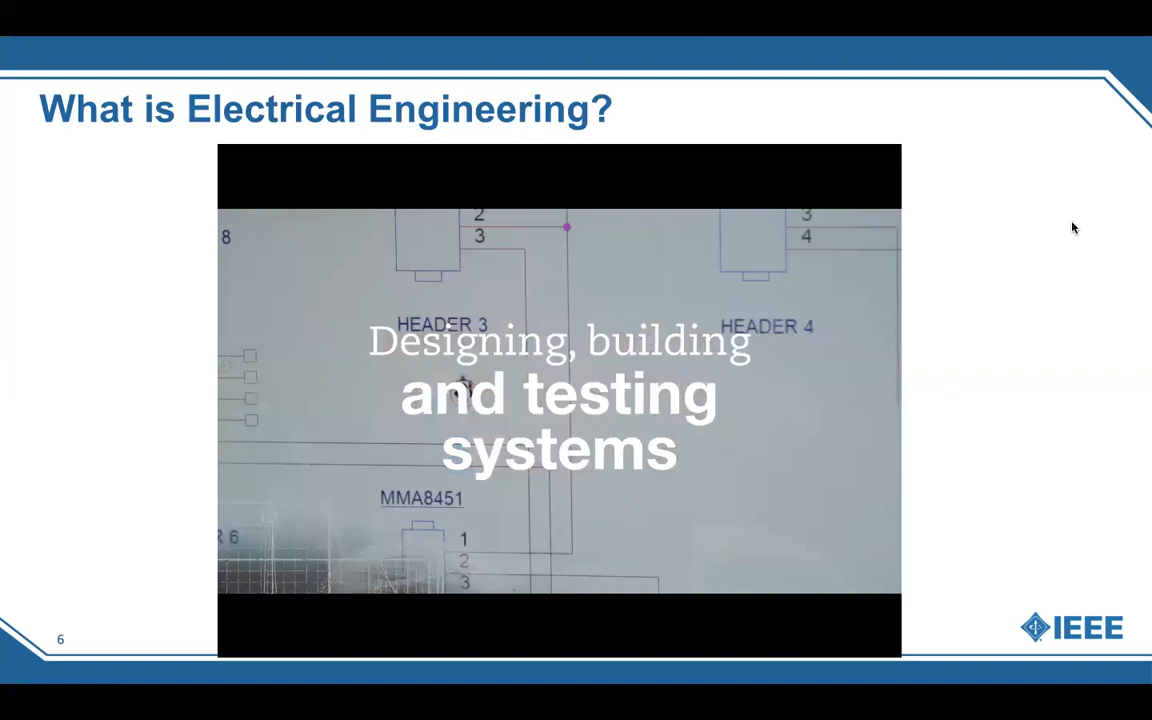 What is Electrical Engineering?
2
3
3
4
8
HEADER 3
HEADER 4
Designing, building
and testing
systems
MMA8451
R 6
1
2
3
6
IEEE